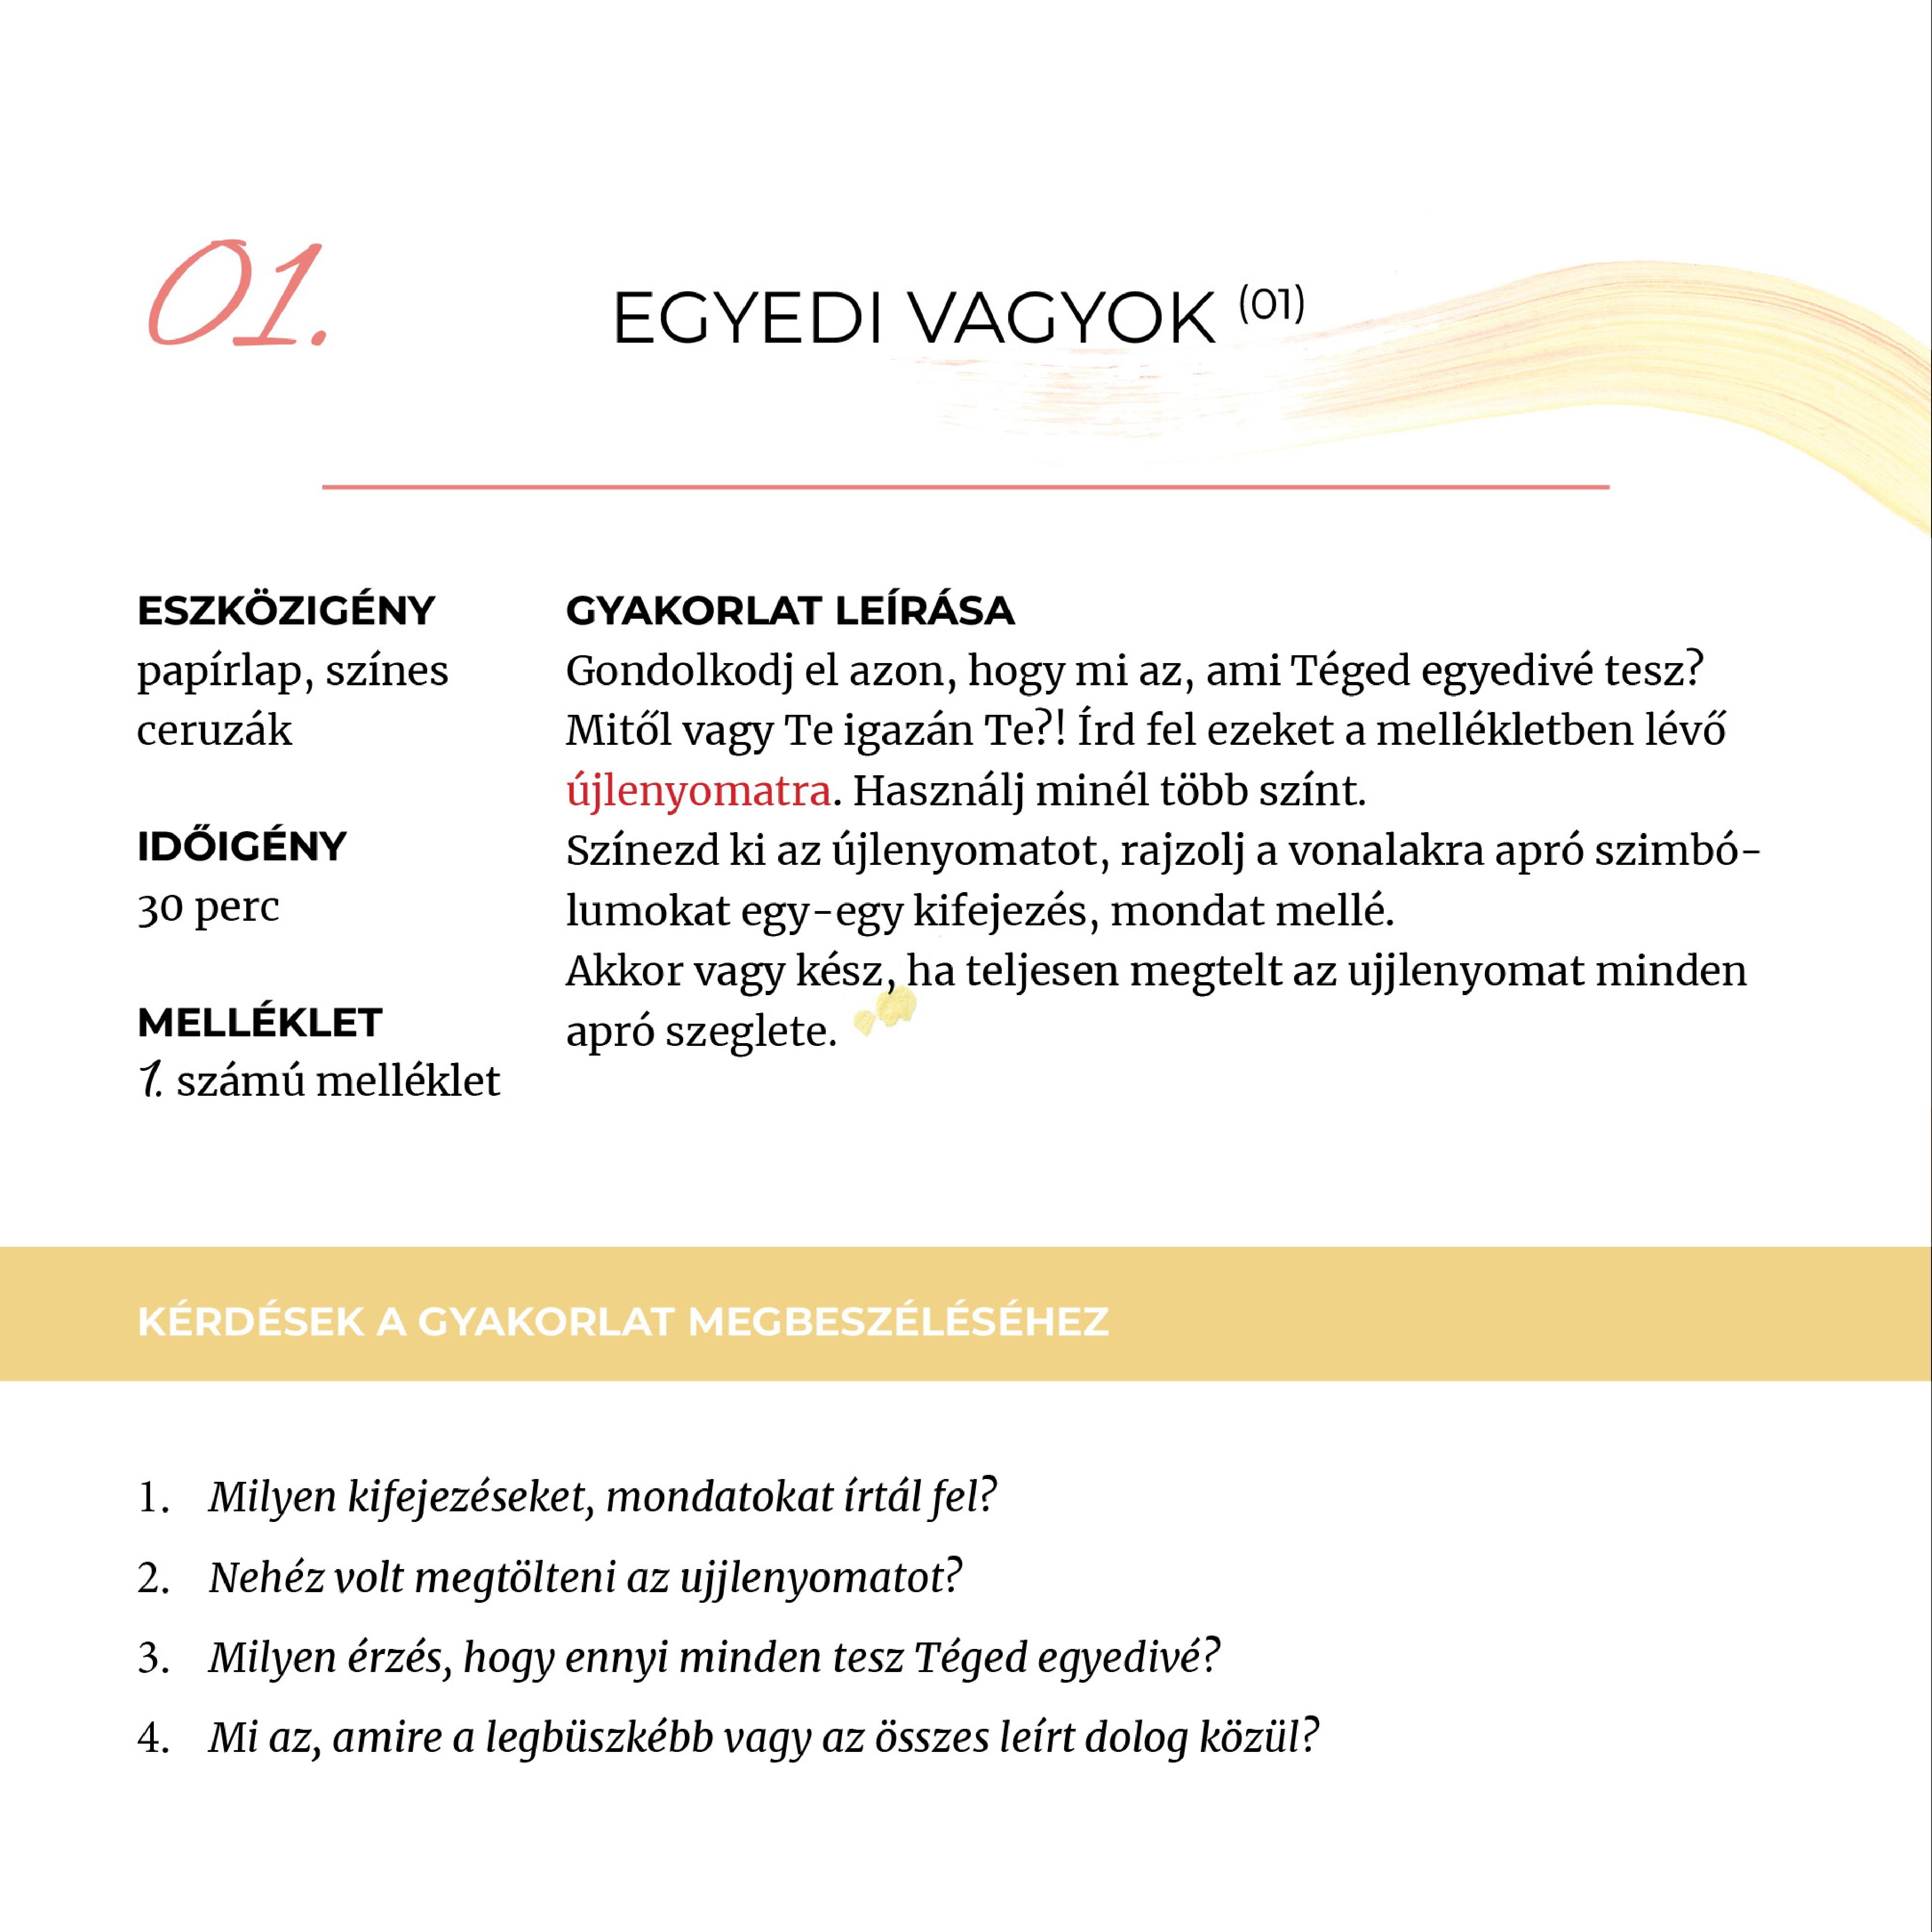 01.
EGYEDI VAGYOK (01)
ESZKÖZIGÉNY
papírlap, színes
ceruzák
IDŐIGÉNY
30 perc
MELLÉKLET
1. számú melléklet
GYAKORLAT LEÍRÁSA
Gondolkodj el azon, hogy mi az, ami Téged egyedivé tesz?
Mitől vagy Te igazán Te?! Írd fel ezeket a mellékletben lévő
újlenyomatra. Használj minél több színt.
Színezd ki az újlenyomatot, rajzolj a vonalakra apró szimbó-
lumokat egy-egy kifejezés, mondat mellé.
Akkor vagy kész, ha teljesen megtelt az ujjlenyomat minden
apró szeglete.
KÉRDÉSEK A GYAKORLAT MEGBESZÉLÉSÉHEZ
1. Milyen kifejezéseket, mondatokat írtál fel?
2. Nehéz volt megtölteni az ujjlenyomatot?
3. Milyen érzés, hogy ennyi minden tesz Téged egyedivé?
4. Mi az, amire a legbüszkébb vagy az összes leírt dolog közül?